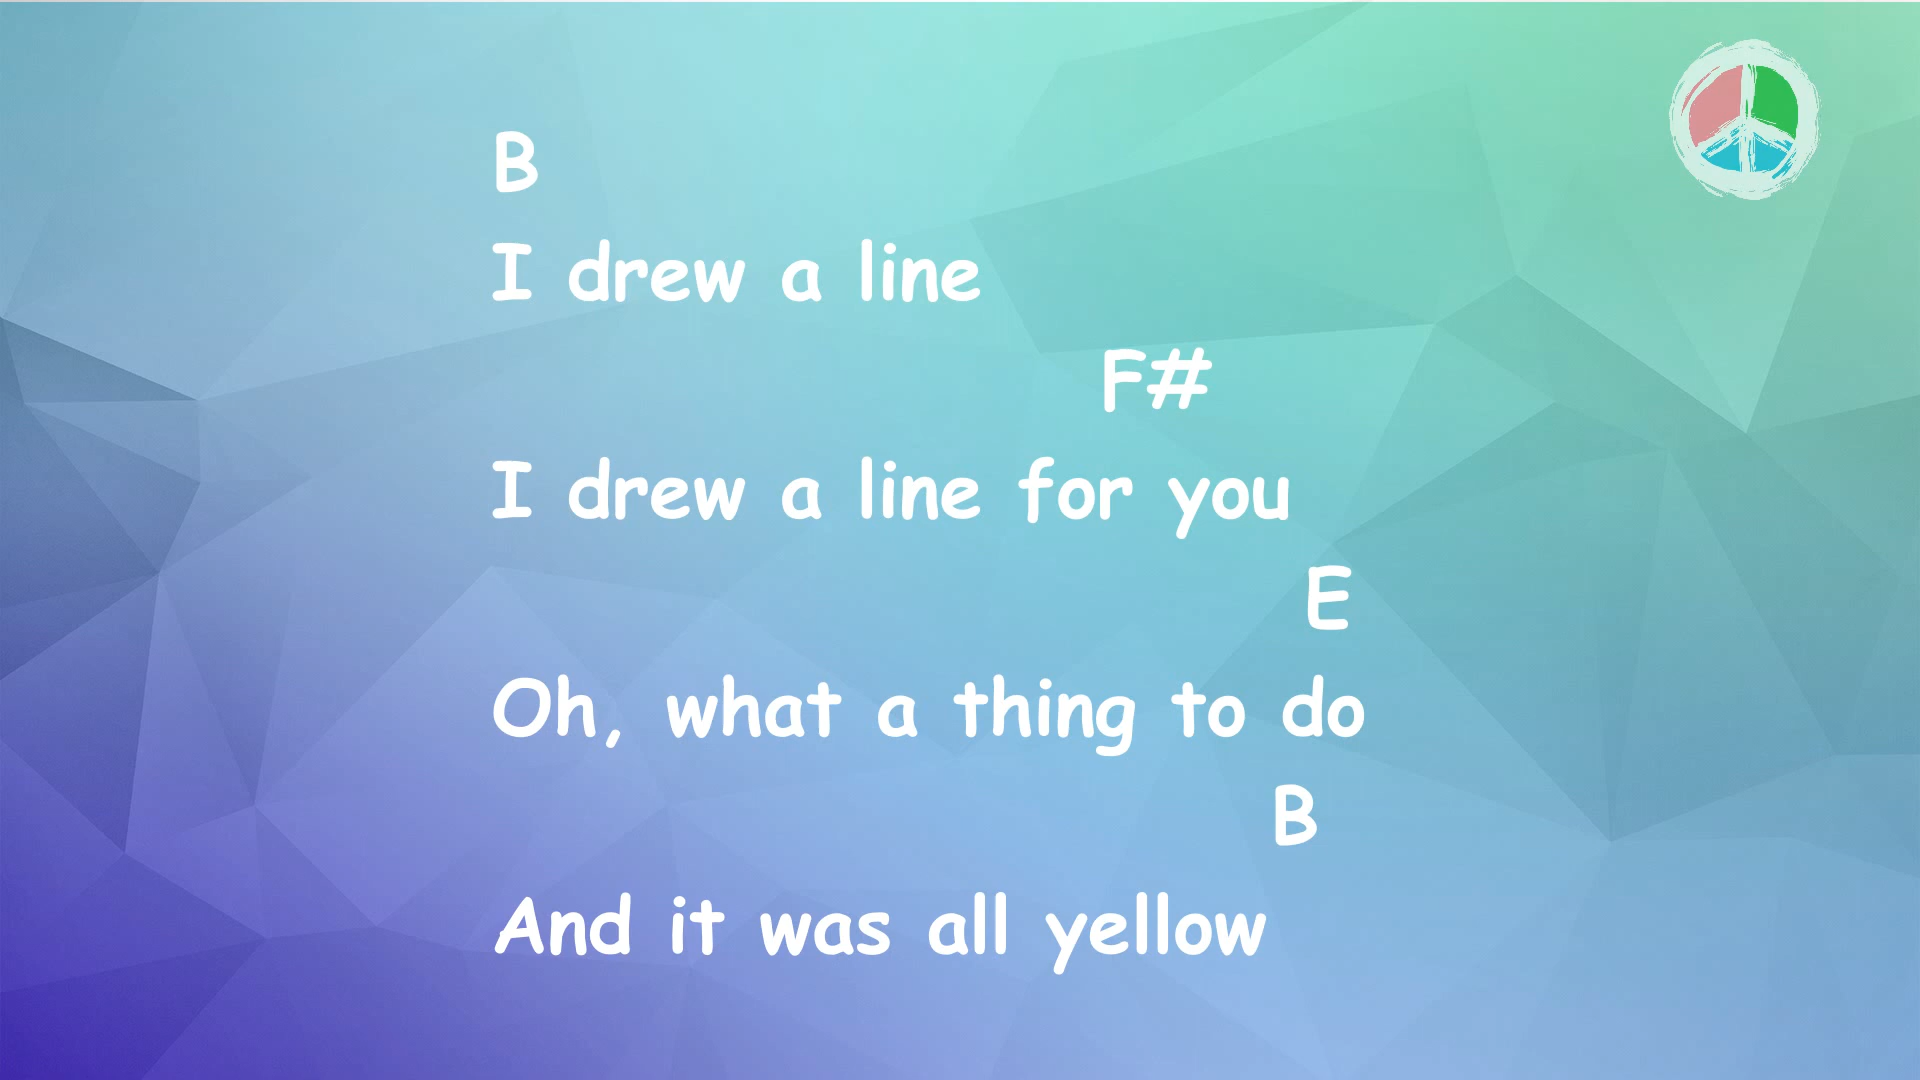 B
I drew a line
F#
I drew a line for you
E
Oh, what a thing to do
B
And it was all yellow